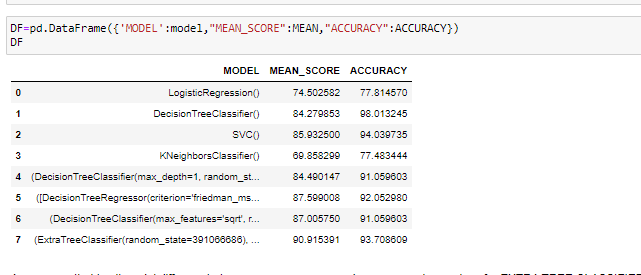 DF=pd.DataFrame({'MODEL':model,"MEAN_SCORE":MEAN,"ACCURACY":ACCURACY})
DF
MODEL MEAN_SCORE ACCURACY
0 LogisticRegression() 74.502582 77.814570
1 DecisionTreeClassifier() 84.279853 98.013245
2 SVC() 85.932500 94.039735
3 KNeighborsClassifier() 69.858299 77.483444
4 (DecisionTreeClassifier(max_depth=1, random_st... 84.490147 91.059603
5 ([DecisionTreeRegressor(criterion='friedman_ms... 87.599008 92.052980
6 (DecisionTreeClassifier(max_features='sqrt', r... 87.005750 91.059603
7 (ExtraTreeClassifier(random_state=391066686), ... 90.915391 93.708609